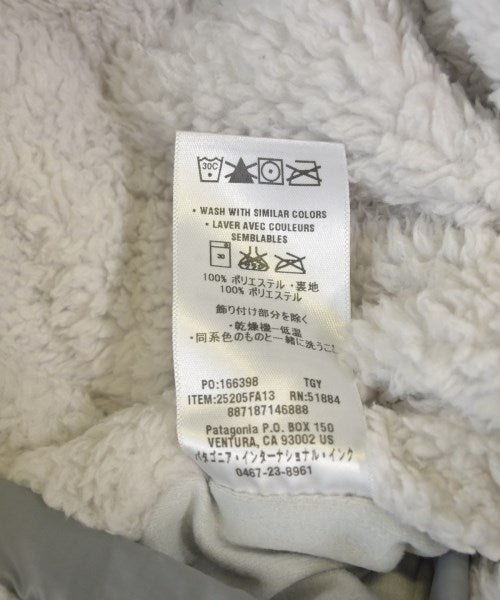 30C
• WASH WITH SIMILAR COLORS
• LAVER AVEC COULEURS
SEMBLABLES
30
100% ポリエステル・裏地
100% ポリエステル
飾り付け部分を除く
・乾燥機−低温
・同系色のものと一緒に洗うこと
PO:166398 TGY
ITEM:25205FA13 RN:51884
887187146888
Patagonia P.O. BOX 150
VENTURA, CA 93002 US
パタゴニア・インターナショナル・インク
0467-23-8961